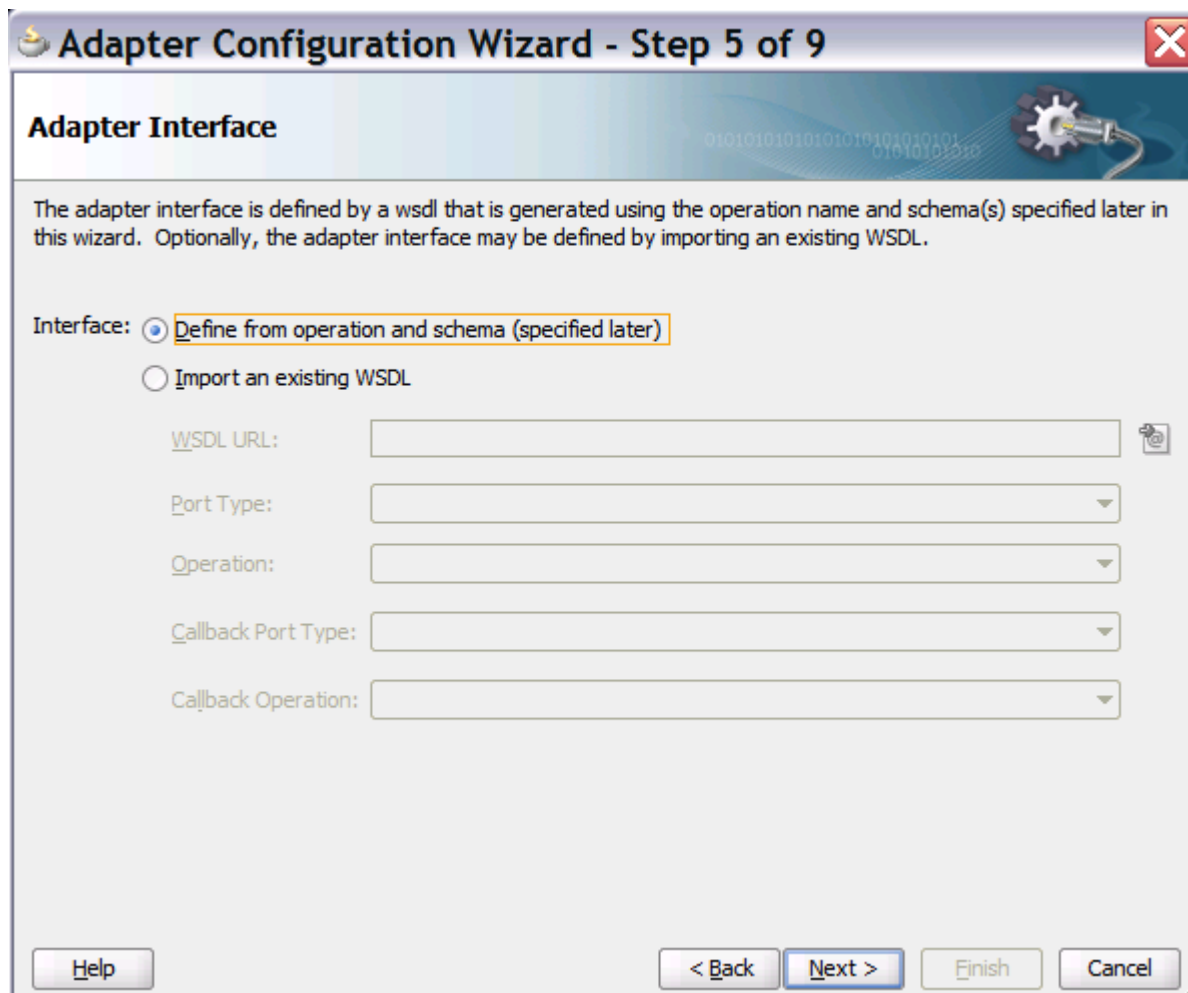 Adapter Configuration Wizard - Step 5 of 9
Adapter Interface
01010101010101010101010101
01010101010
The adapter interface is defined by a wsdl that is generated using the operation name and schema(s) specified later in
this wizard.  Optionally, the adapter interface may be defined by importing an existing WSDL.
Interface: Define from operation and schema (specified later)
Import an existing WSDL
WSDL URL:
Port Type:
Operation:
Callback Port Type:
Callback Operation:
Help < Back Next > Finish Cancel